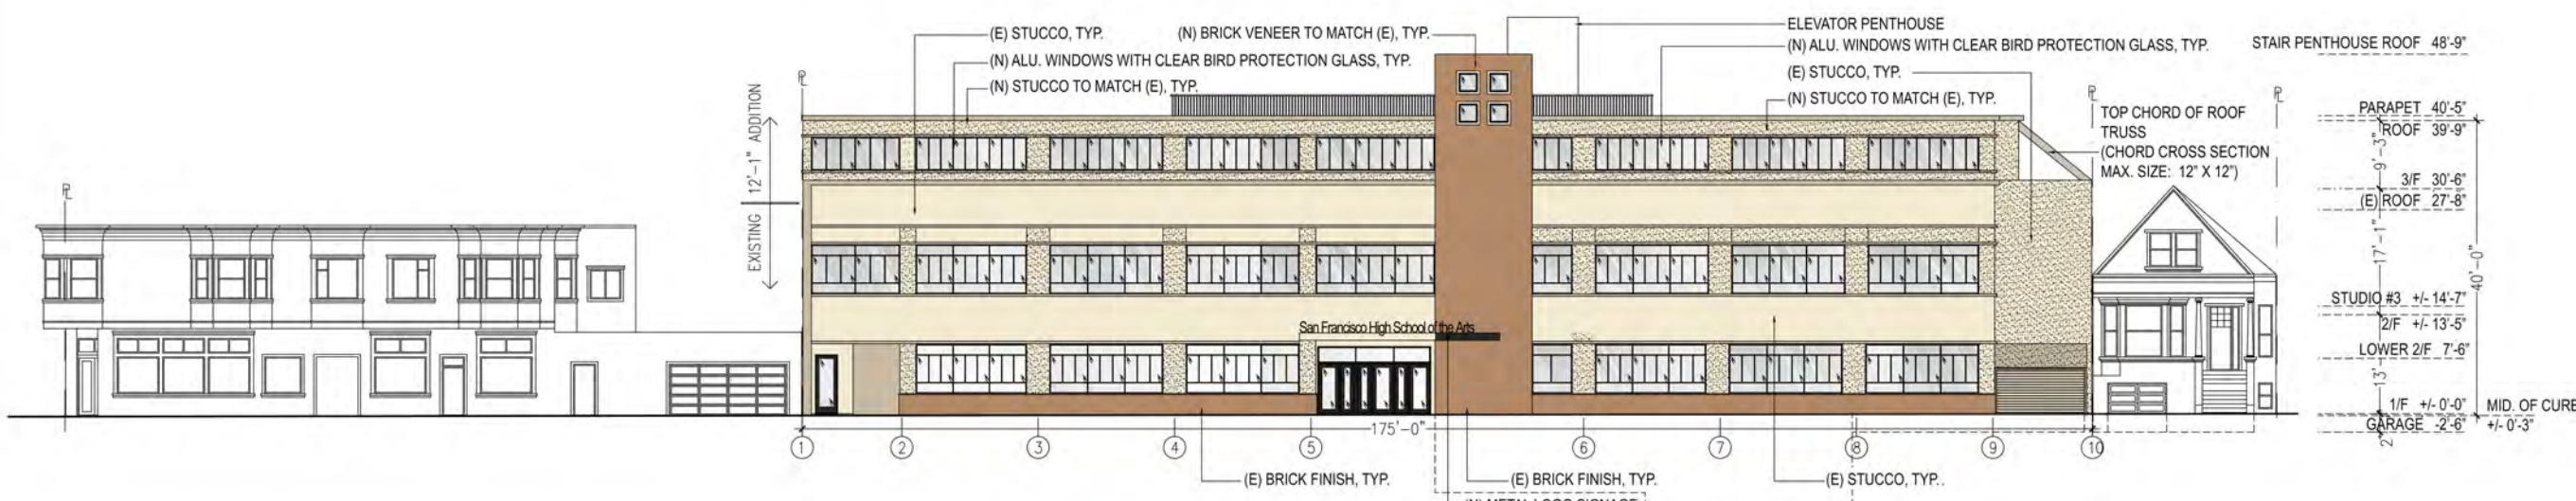 (E) STUCCO, TYP.
(N) BRICK VENEER TO MATCH (E), TYP.
ELEVATOR PENTHOUSE
(N) ALU. WINDOWS WITH CLEAR BIRD PROTECTION GLASS, TYP.
STAIR PENTHOUSE ROOF 48'-9"
(N) ALU. WINDOWS WITH CLEAR BIRD PROTECTION GLASS, TYP.
(E) STUCCO, TYP.
(N) STUCCO TO MATCH (E), TYP.
(N) STUCCO TO MATCH (E), TYP.
12'-1" ADDITION
EXISTING
TOP CHORD OF ROOF
TRUSS
(CHORD CROSS SECTION
MAX. SIZE: 12" X 12")
PARAPET 40'-5"
ROOF 39'-9"
9'-3"
3/F 30'-6"
(E) ROOF 27'-8"
17'-1"
40'-0"
STUDIO #3 +/- 14'-7"
2/F +/- 13'-5"
LOWER 2/F 7'-6"
13'
1/F +/- 0'-0"
MID. OF CURB
+/- 0'-3"
GARAGE -2'-6"
2'
San Francisco High School of the Arts
175'-0"
1 2 3 4 5 6 7 8 9 10
(E) BRICK FINISH, TYP.
(E) BRICK FINISH, TYP.
(E) STUCCO, TYP..
(N) METAL LOGO SIGNAGE